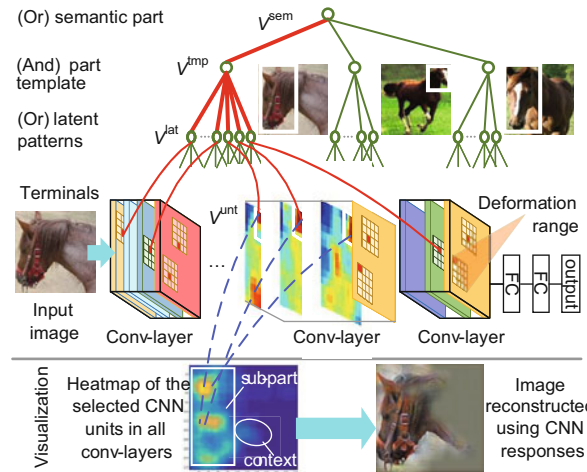 (Or) semantic part
V^sem
(And) part
template
V^tmp
(Or) latent
patterns
V^lat
Terminals
V^unt
Deformation
range
...
Input
image
Conv-layer
Conv-layer
Conv-layer
FC
FC
output
Visualization
Heatmap of the
selected CNN
units in all
conv-layers
sub-part
context
Image
reconstructed
using CNN
responses